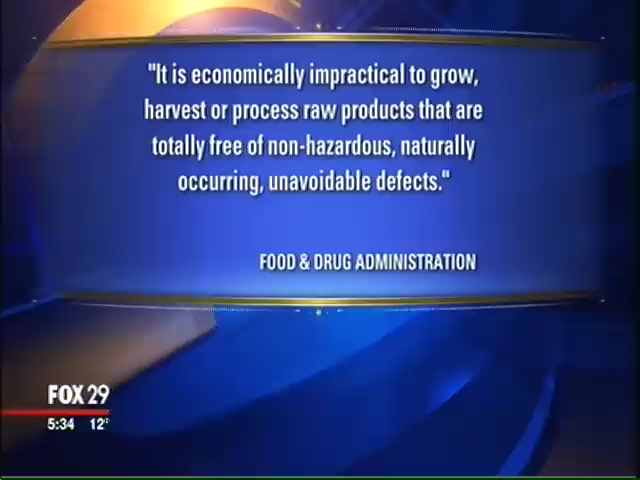 "It is economically impractical to grow,
harvest or process raw products that are
totally free of non-hazardous, naturally
occurring, unavoidable defects."
FOOD & DRUG ADMINISTRATION
FOX 29
5:34 12°